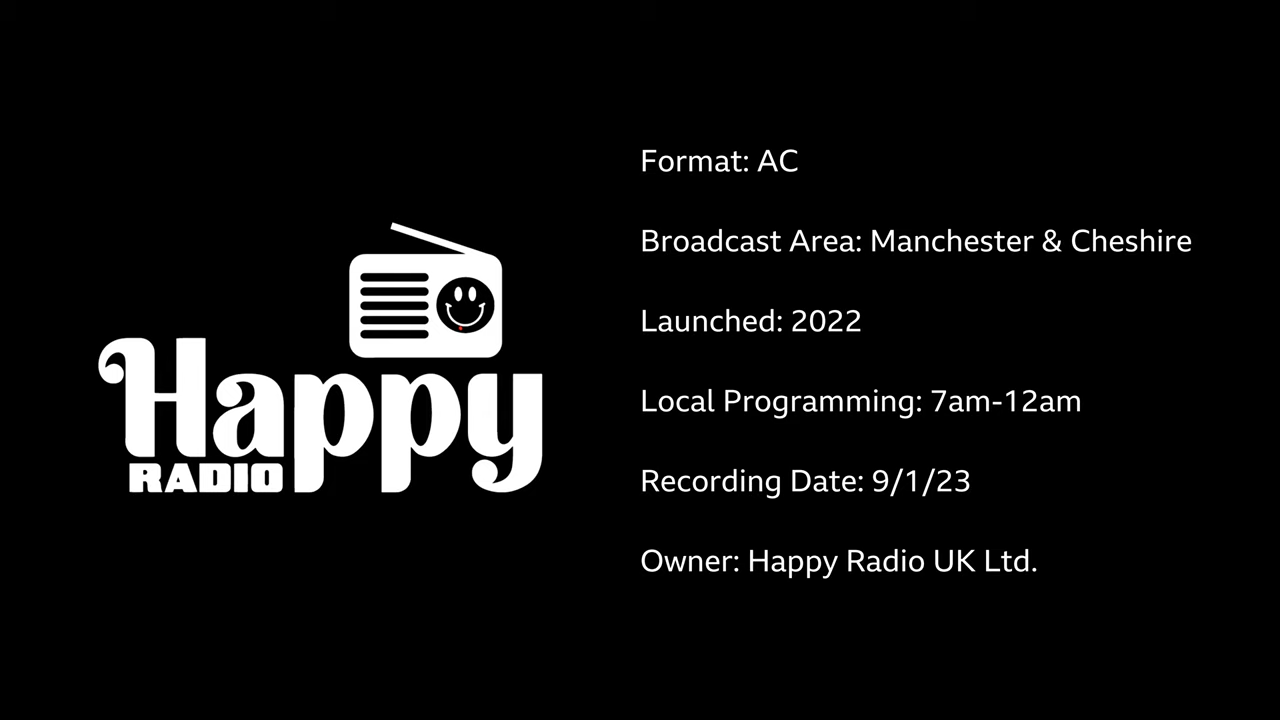 Happy
RADIO
Format: AC
Broadcast Area: Manchester & Cheshire
Launched: 2022
Local Programming: 7am-12am
Recording Date: 9/1/23
Owner: Happy Radio UK Ltd.